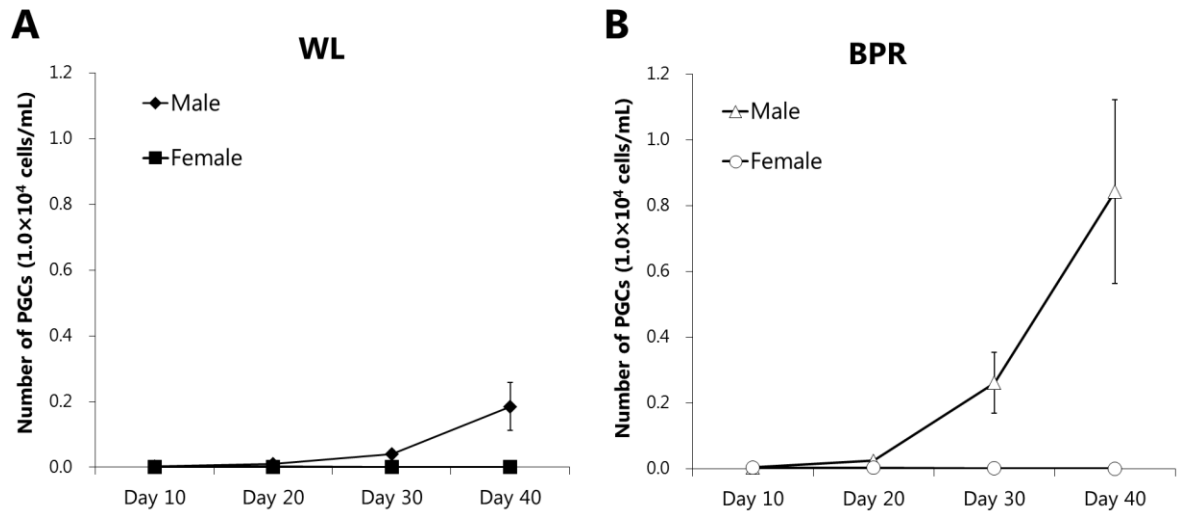 A
WL
Number of PGCs (1.0×10⁴ cells/mL)
1.2
1.0
0.8
0.6
0.4
0.2
0.0
Male
Female
Day 10 Day 20 Day 30 Day 40
B
BPR
Number of PGCs (1.0×10⁴ cells/mL)
1.2
1.0
0.8
0.6
0.4
0.2
0.0
Male
Female
Day 10 Day 20 Day 30 Day 40